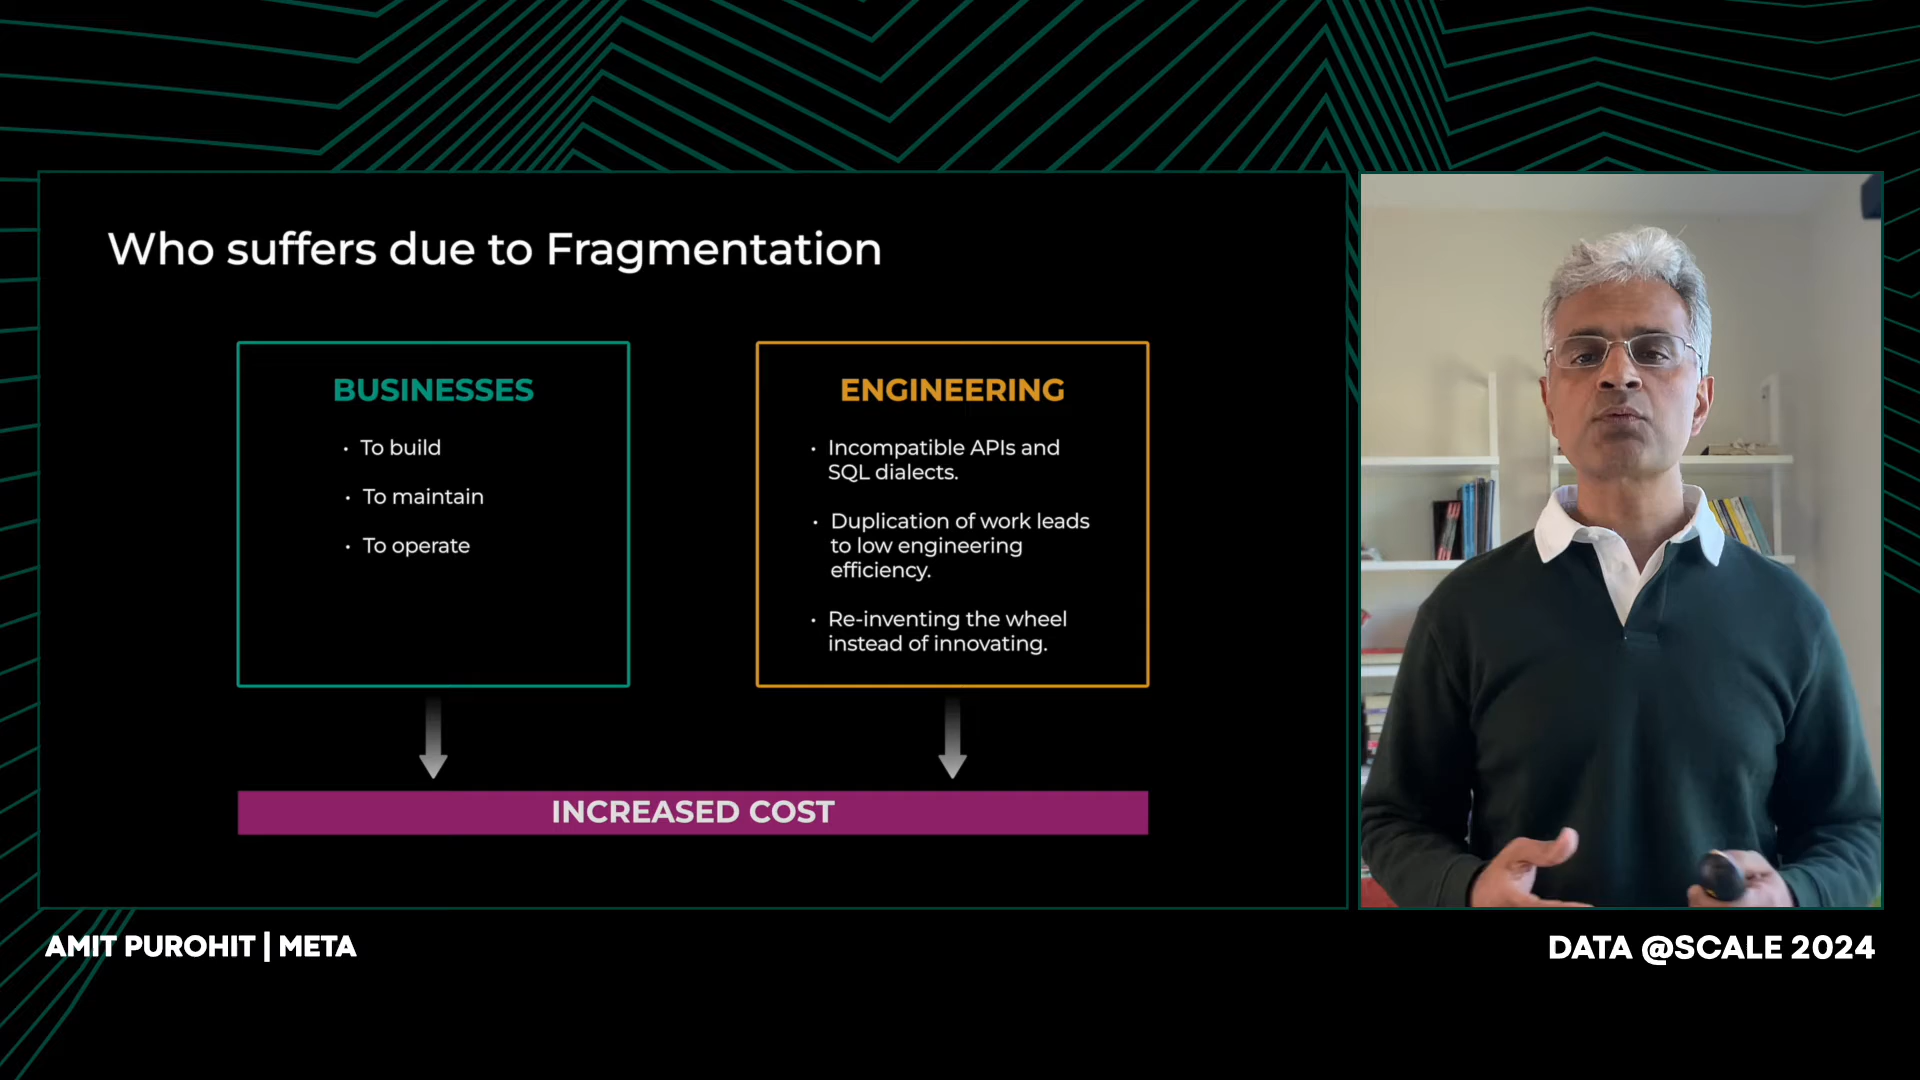 Who suffers due to Fragmentation
BUSINESSES
• To build
• To maintain
• To operate
ENGINEERING
• Incompatible APIs and
SQL dialects.
• Duplication of work leads
to low engineering
efficiency.
• Re-inventing the wheel
instead of innovating.
INCREASED COST
AMIT PUROHIT | META
DATA @SCALE 2024